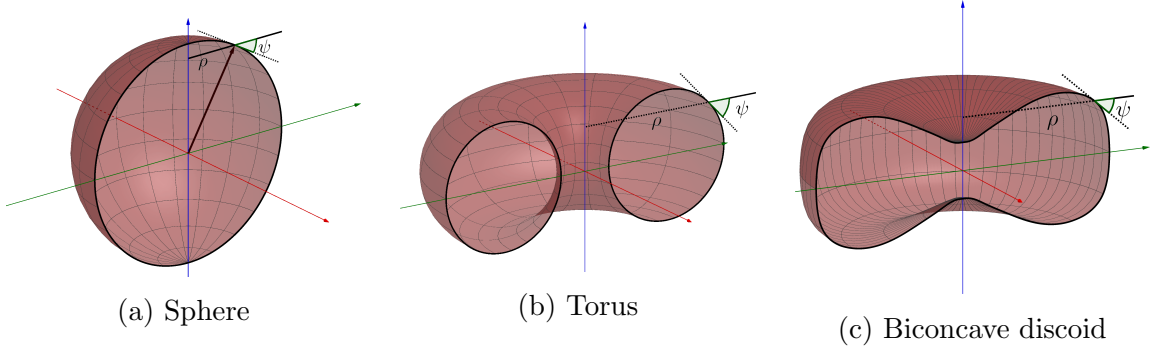 ρ
ψ
(a) Sphere
ρ
ψ
(b) Torus
ρ
ψ
(c) Biconcave discoid